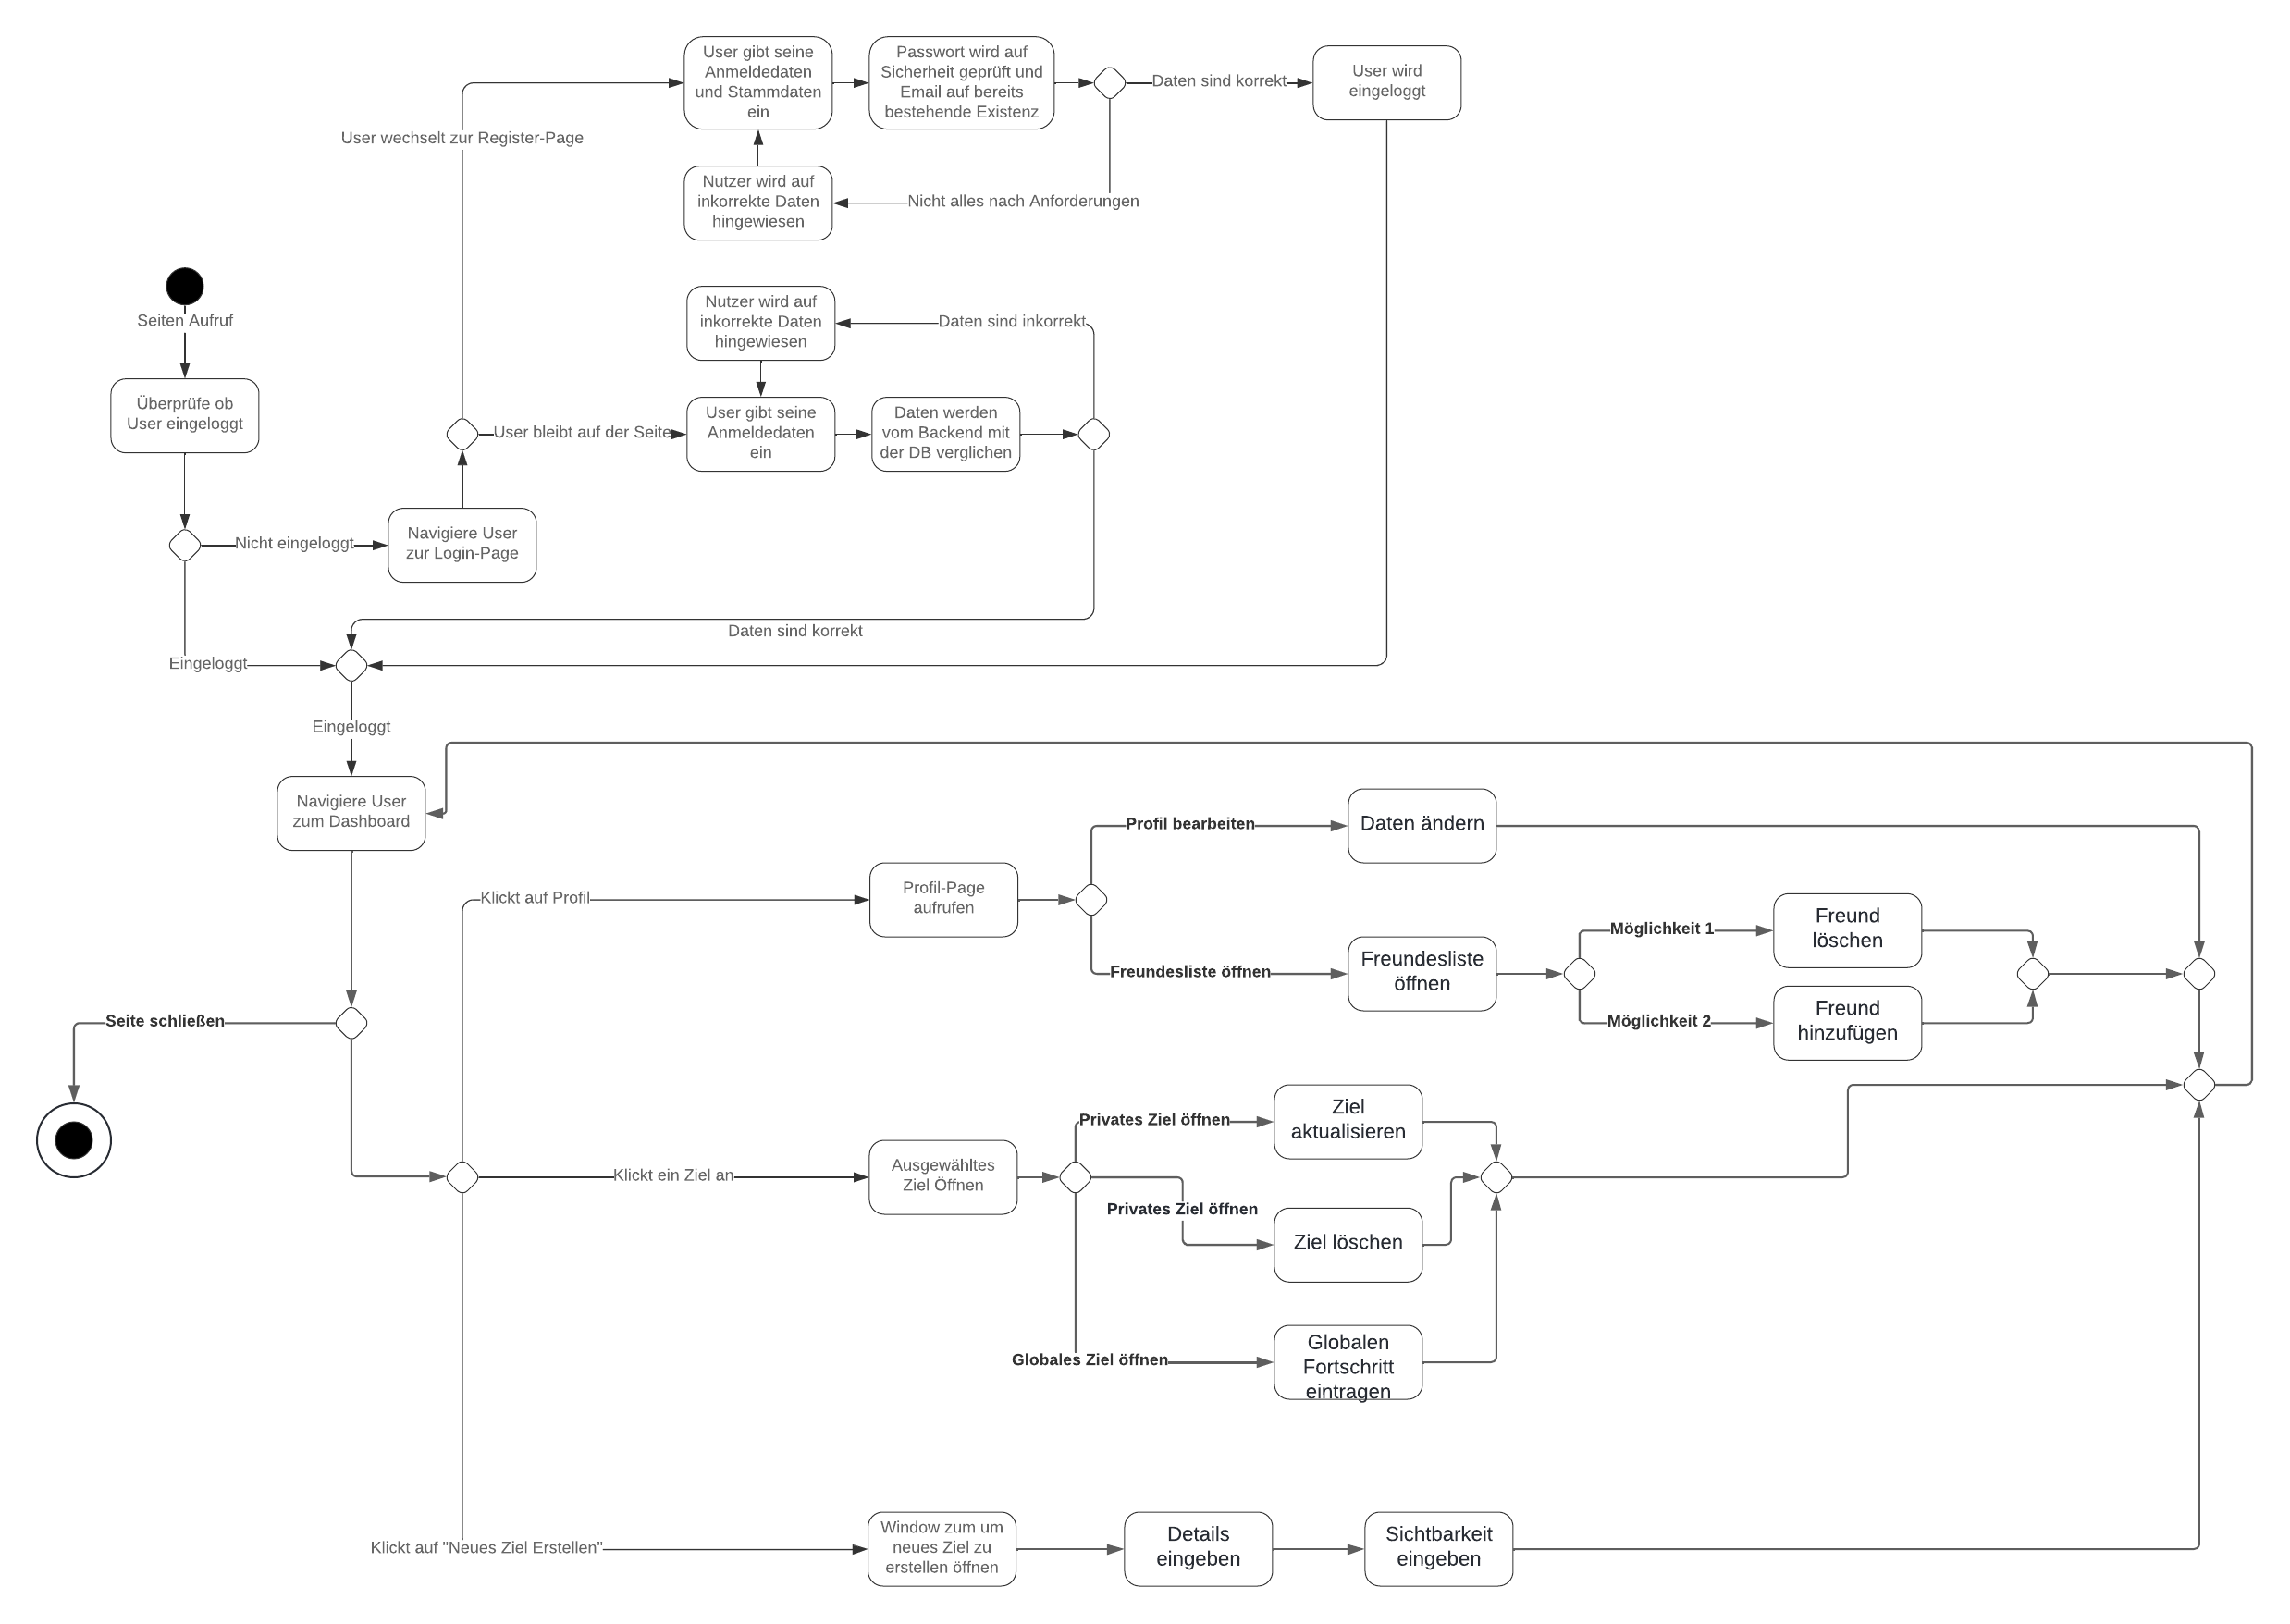 User gibt seine
Anmeldedaten
und Stammdaten
ein
Passwort wird auf
Sicherheit geprüft und
Email auf bereits
bestehende Existenz
Daten sind korrekt
User wird
eingeloggt
User wechselt zur Register-Page
Nutzer wird auf
inkorrekte Daten
hingewiesen
Nicht alles nach Anforderungen
Seiten Aufruf
Nutzer wird auf
inkorrekte Daten
hingewiesen
Daten sind inkorrekt
Überprüfe ob
User eingeloggt
User bleibt auf der Seite
User gibt seine
Anmeldedaten
ein
Daten werden
vom Backend mit
der DB verglichen
Nicht eingeloggt
Navigiere User
zur Login-Page
Daten sind korrekt
Eingeloggt
Eingeloggt
Navigiere User
zum Dashboard
Profil bearbeiten
Daten ändern
Klickt auf Profil
Profil-Page
aufrufen
Freundesliste öffnen
Freundesliste
öffnen
Möglichkeit 1
Freund
löschen
Möglichkeit 2
Freund
hinzufügen
Seite schließen
Privates Ziel öffnen
Ziel
aktualisieren
Klickt ein Ziel an
Ausgewähltes
Ziel Öffnen
Privates Ziel öffnen
Ziel löschen
Globales Ziel öffnen
Globalen
Fortschritt
eintragen
Klickt auf "Neues Ziel Erstellen"
Window zum um
neues Ziel zu
erstellen öffnen
Details
eingeben
Sichtbarkeit
eingeben